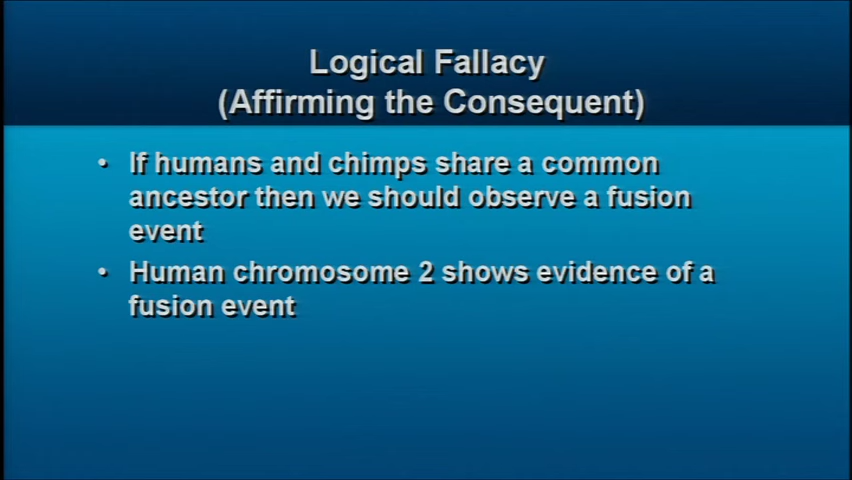 Logical Fallacy
(Affirming the Consequent)
• If humans and chimps share a common
ancestor then we should observe a fusion
event
• Human chromosome 2 shows evidence of a
fusion event